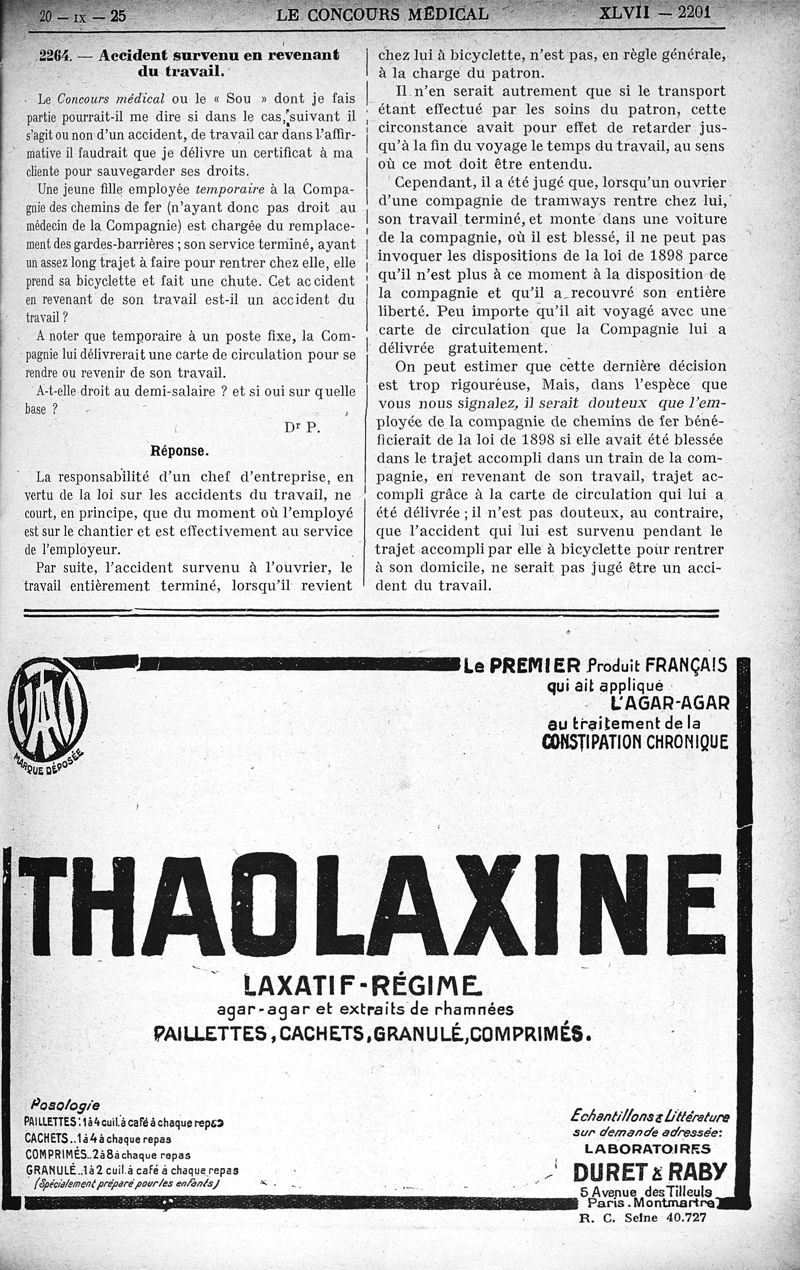 20 — IX — 25
LE CONCOURS MÉDICAL
XLVII — 2201
2264. — Accident survenu en revenant
du travail.
Le Concours médical ou le « Sou » dont je fais
partie pourrait-il me dire si dans le cas, suivant il
s'agit ou non d'un accident, de travail car dans l'affir-
mative il faudrait que je délivre un certificat à ma
cliente pour sauvegarder ses droits.
Une jeune fille employée temporaire à la Compa-
gnie des chemins de fer (n'ayant donc pas droit au
médecin de la Compagnie) est chargée du remplace-
ment des gardes-barrières ; son service terminé, ayant
un assez long trajet à faire pour rentrer chez elle, elle
prend sa bicyclette et fait une chute. Cet accident
en revenant de son travail est-il un accident du
travail ?
A noter que temporaire à un poste fixe, la Com-
pagnie lui délivrerait une carte de circulation pour se
rendre ou revenir de son travail.
A-t-elle droit au demi-salaire ? et si oui sur quelle
base ?
Dr P.
Réponse.
La responsabilité d'un chef d'entreprise, en
vertu de la loi sur les accidents du travail, ne
court, en principe, que du moment où l'employé
est sur le chantier et est effectivement au service
de l'employeur.
Par suite, l'accident survenu à l'ouvrier, le
travail entièrement terminé, lorsqu'il revient
chez lui à bicyclette, n'est pas, en règle générale,
à la charge du patron.
Il n'en serait autrement que si le transport
étant effectué par les soins du patron, cette
circonstance avait pour effet de retarder jus-
qu'à la fin du voyage le temps du travail, au sens
où ce mot doit être entendu.
Cependant, il a été jugé que, lorsqu'un ouvrier
d'une compagnie de tramways rentre chez lui,
son travail terminé, et monte dans une voiture
de la compagnie, où il est blessé, il ne peut pas
invoquer les dispositions de la loi de 1898 parce
qu'il n'est plus à ce moment à la disposition de
la compagnie et qu'il a recouvré son entière
liberté. Peu importe qu'il ait voyagé avec une
carte de circulation que la Compagnie lui a
délivrée gratuitement.
On peut estimer que cette dernière décision
est trop rigoureuse, Mais, dans l'espèce que
vous nous signalez, il serait douteux que l'em-
ployée de la compagnie de chemins de fer béné-
ficierait de la loi de 1898 si elle avait été blessée
dans le trajet accompli dans un train de la com-
pagnie, en revenant de son travail, trajet ac-
compli grâce à la carte de circulation qui lui a
été délivrée ; il n'est pas douteux, au contraire,
que l'accident qui lui est survenu pendant le
trajet accompli par elle à bicyclette pour rentrer
à son domicile, ne serait pas jugé être un acci-
dent du travail.
THAO
MARQUE DÉPOSÉE
Le PREMIER Produit FRANÇAIS
qui ait appliqué
L'AGAR-AGAR
au traitement de la
CONSTIPATION CHRONIQUE
THAOLAXINE
LAXATIF-RÉGIME
agar-agar et extraits de rhamnées
PAILLETTES, CACHETS, GRANULÉ, COMPRIMÉS.
Posologie
PAILLETTES : 1 à 4 cuil. à café à chaque repas
CACHETS.. 1 à 4 à chaque repas
COMPRIMÉS.. 2 à 8 à chaque repas
GRANULÉ.. 1 à 2 cuil. à café à chaque repas
(Spécialement préparé pour les enfants)
Echantillons & Littérature
sur demande adressée :
LABORATOIRES
DURET & RABY
5 Avenue des Tilleuls
Paris. Montmartre
R. C. Seine 40.727